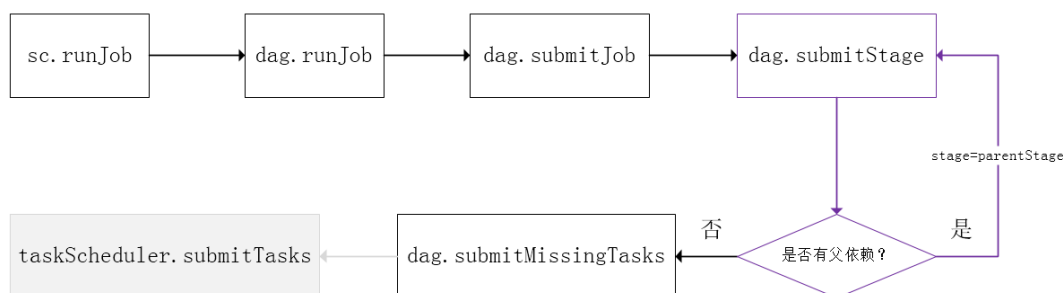 sc.runJob
dag.runJob
dag.submitJob
dag.submitStage
stage=parentStage
taskScheduler.submitTasks
dag.submitMissingTasks
否
是否有父依赖？
是